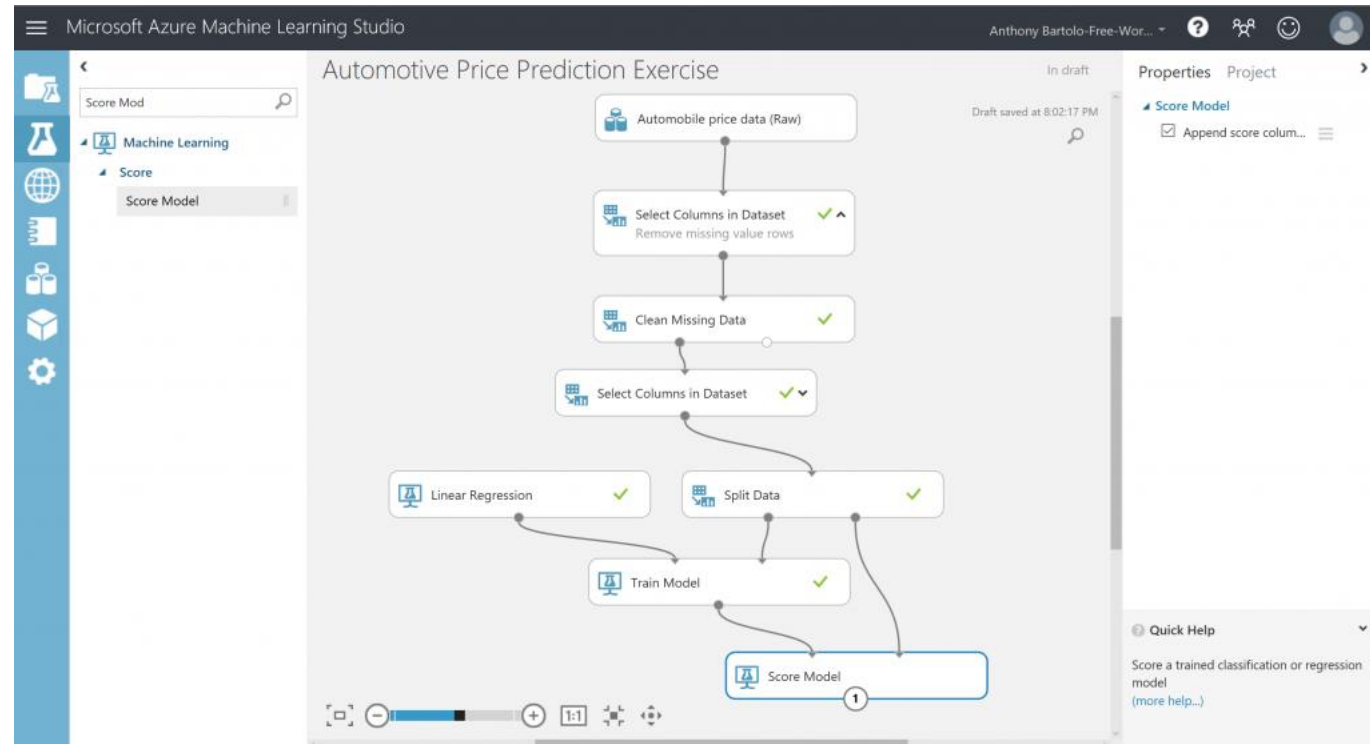 Microsoft Azure Machine Learning Studio
Anthony Bartolo-Free-Wor...
?
Score Mod
Machine Learning
Score
Score Model
Automotive Price Prediction Exercise
In draft
Draft saved at 8:02:17 PM
Automobile price data (Raw)
Select Columns in Dataset
Remove missing value rows
Clean Missing Data
Select Columns in Dataset
Linear Regression
Split Data
Train Model
Score Model
1
1:1
Properties Project
Score Model
Append score colum...
? Quick Help
Score a trained classification or regression
model
(more help...)